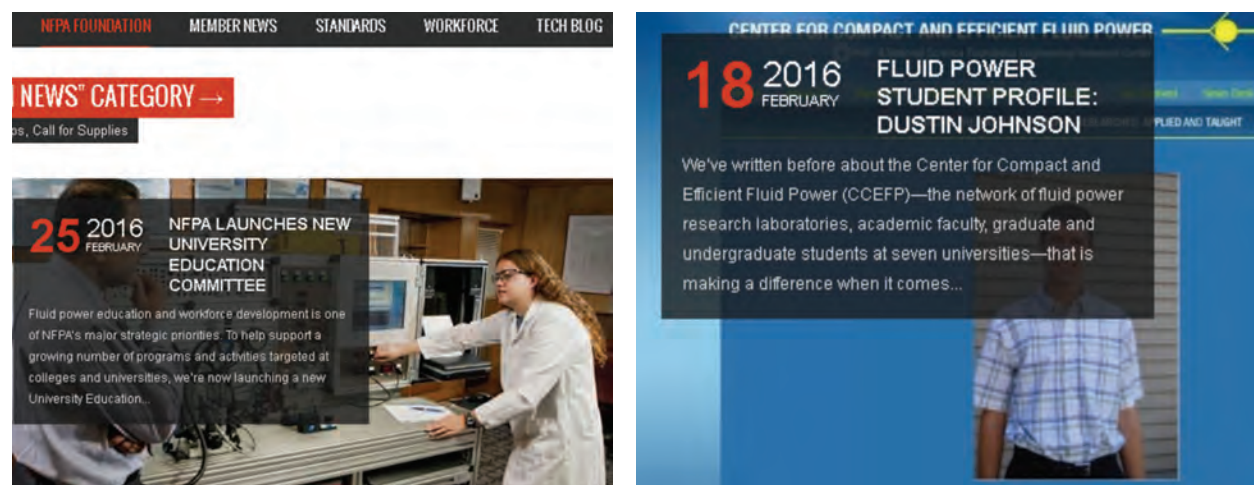 NFPA FOUNDATION MEMBER NEWS STANDARDS WORKFORCE TECH BLOG
NEWS" CATEGORY →
Call for Supplies
25 2016
FEBRUARY
NFPA LAUNCHES NEW
UNIVERSITY
EDUCATION
COMMITTEE
Fluid power education and workforce development is one
of NFPA's major strategic priorities. To help support a
growing number of programs and activities targeted at
colleges and universities, we're now launching a new
University Education...
CENTER FOR COMPACT AND EFFICIENT FLUID POWER
18 2016
FEBRUARY
FLUID POWER
STUDENT PROFILE:
DUSTIN JOHNSON
APPLIED AND TAUGHT
We've written before about the Center for Compact and
Efficient Fluid Power (CCEFP)—the network of fluid power
research laboratories, academic faculty, graduate and
undergraduate students at seven universities—that is
making a difference when it comes...